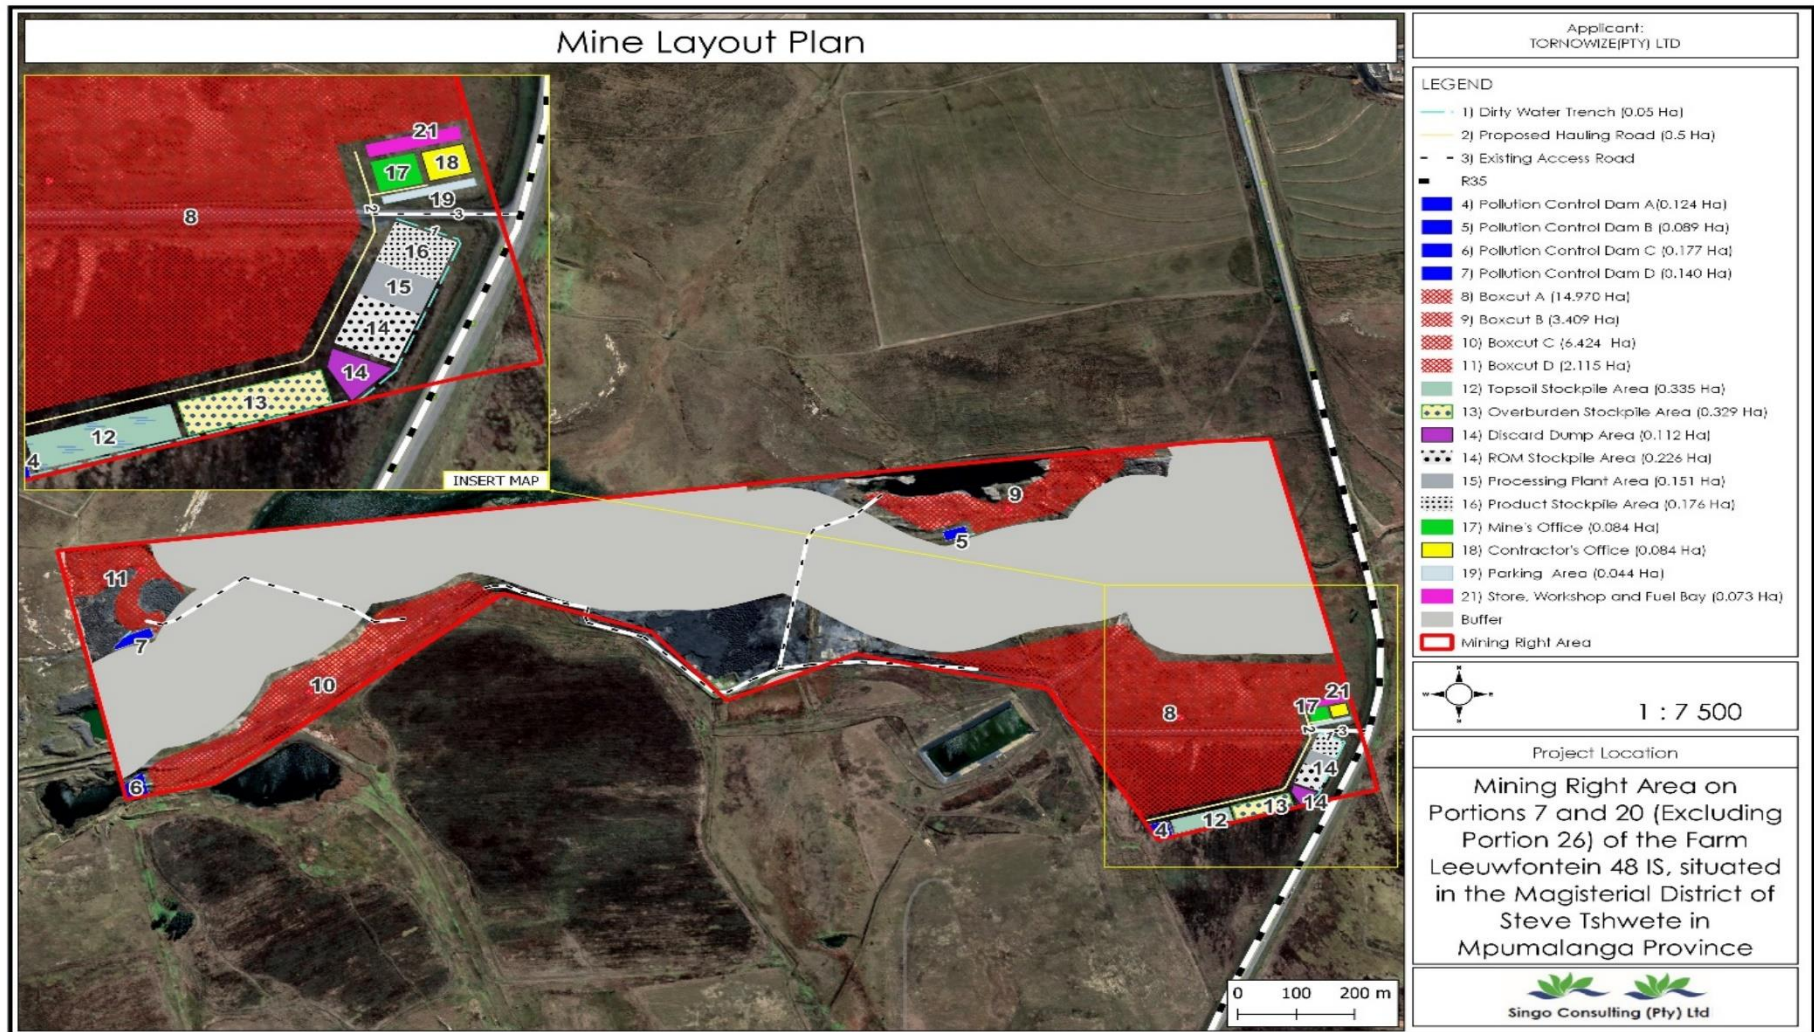 Mine Layout Plan
21
17
18
19
2
8
3
1
16
15
14
14
13
12
4
INSERT MAP
9
5
11
7
10
6
8
21
17
2
3
14
14
13
12
4
0 100 200 m
Applicant:
TORNOWIZE(PTY) LTD
LEGEND
1) Dirty Water Trench (0.05 Ha)
2) Proposed Hauling Road (0.5 Ha)
3) Existing Access Road
R35
4) Pollution Control Dam A(0.124 Ha)
5) Pollution Control Dam B (0.089 Ha)
6) Pollution Control Dam C (0.177 Ha)
7) Pollution Control Dam D (0.140 Ha)
8) Boxcut A (14.970 Ha)
9) Boxcut B (3.409 Ha)
10) Boxcut C (6.424 Ha)
11) Boxcut D (2.115 Ha)
12) Topsoil Stockpile Area (0.335 Ha)
13) Overburden Stockpile Area (0.329 Ha)
14) Discard Dump Area (0.112 Ha)
14) ROM Stockpile Area (0.226 Ha)
15) Processing Plant Area (0.151 Ha)
16) Product Stockpile Area (0.176 Ha)
17) Mine's Office (0.084 Ha)
18) Contractor's Office (0.084 Ha)
19) Parking Area (0.044 Ha)
21) Store, Workshop and Fuel Bay (0.073 Ha)
Buffer
Mining Right Area
N
W E
S
1 : 7 500
Project Location
Mining Right Area on
Portions 7 and 20 (Excluding
Portion 26) of the Farm
Leeuwfontein 48 IS, situated
in the Magisterial District of
Steve Tshwete in
Mpumalanga Province
Singo Consulting (Pty) Ltd